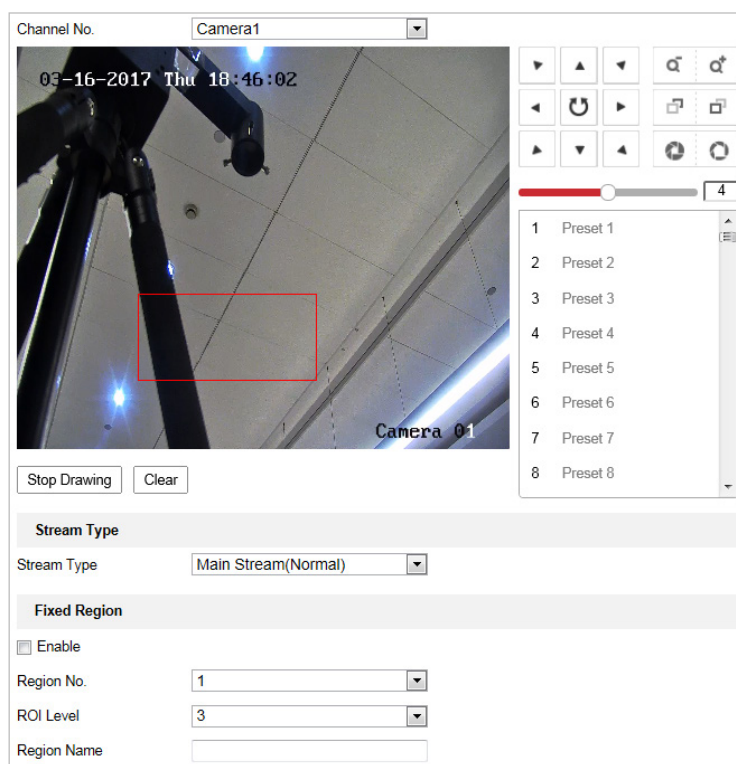 Channel No. Camera1
03-16-2017 Thu 18:46:02
Camera 01
4
1 Preset 1
2 Preset 2
3 Preset 3
4 Preset 4
5 Preset 5
6 Preset 6
7 Preset 7
8 Preset 8
Stop Drawing Clear
Stream Type
Stream Type Main Stream(Normal)
Fixed Region
Enable
Region No. 1
ROI Level 3
Region Name